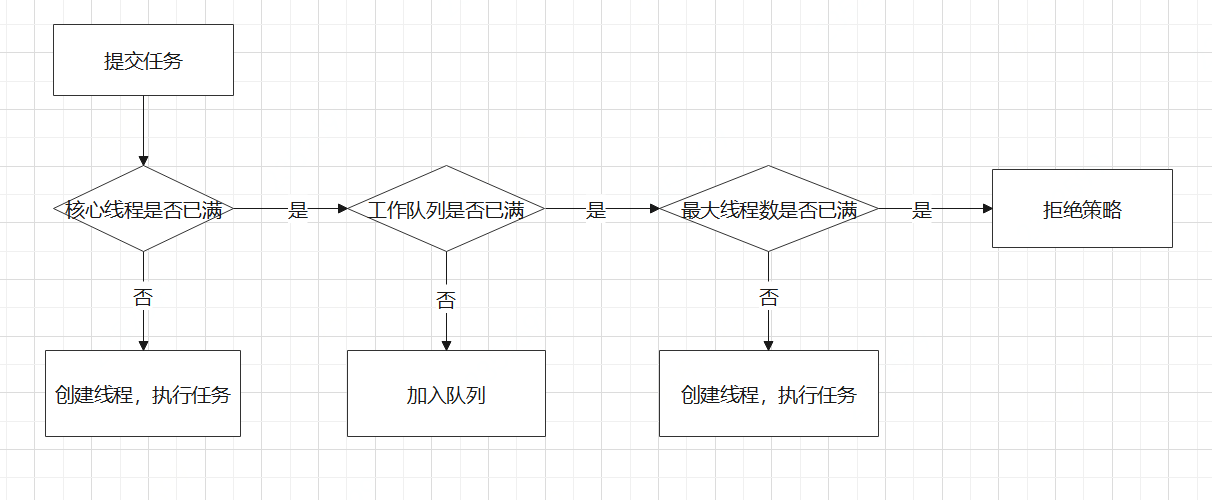 提交任务
核心线程是否已满
是
工作队列是否已满
是
最大线程数是否已满
是
拒绝策略
否
否
否
创建线程，执行任务
加入队列
创建线程，执行任务